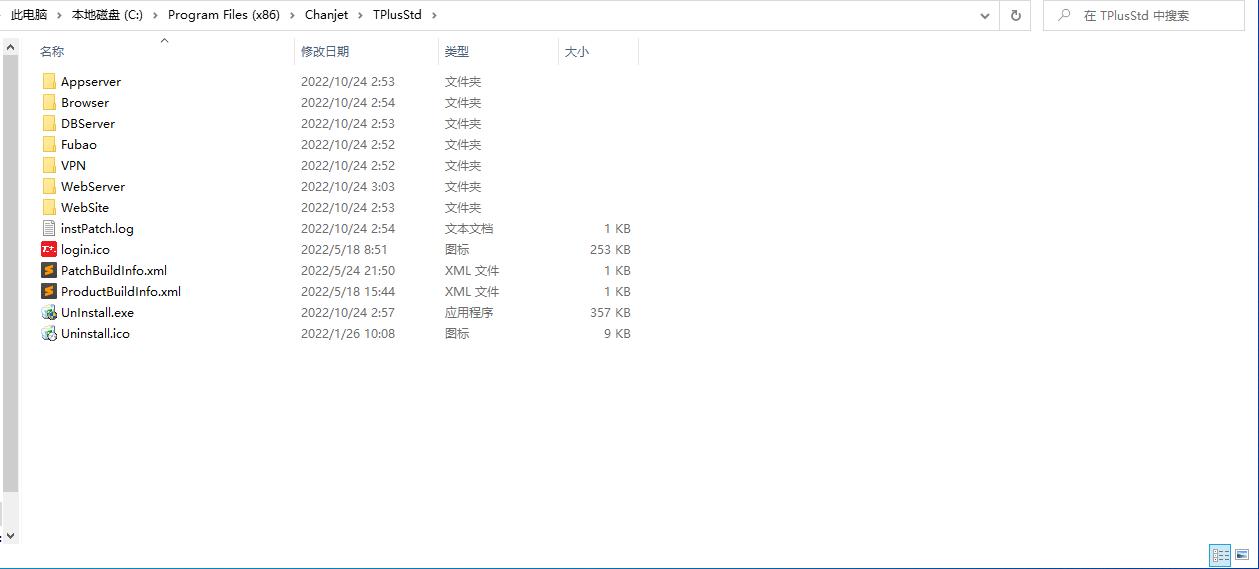 此电脑 › 本地磁盘 (C:) › Program Files (x86) › Chanjet › TPlusStd ›
在 TPlusStd 中搜索
名称 修改日期 类型 大小
Appserver 2022/10/24 2:53 文件夹
Browser 2022/10/24 2:54 文件夹
DBServer 2022/10/24 2:53 文件夹
Fubao 2022/10/24 2:52 文件夹
VPN 2022/10/24 2:52 文件夹
WebServer 2022/10/24 3:03 文件夹
WebSite 2022/10/24 2:53 文件夹
instPatch.log 2022/10/24 2:54 文本文档 1 KB
login.ico 2022/5/18 8:51 图标 253 KB
PatchBuildInfo.xml 2022/5/24 21:50 XML 文件 1 KB
ProductBuildInfo.xml 2022/5/18 15:44 XML 文件 1 KB
UnInstall.exe 2022/10/24 2:57 应用程序 357 KB
Uninstall.ico 2022/1/26 10:08 图标 9 KB